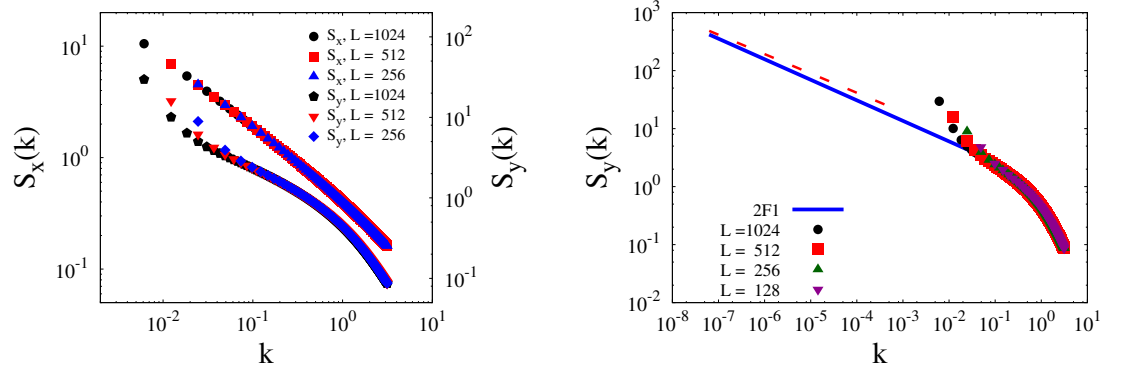 S_x(k)
10^1
10^0
10^-1
S_x, L =1024
S_x, L = 512
S_x, L = 256
S_y, L =1024
S_y, L = 512
S_y, L = 256
10^2
10^1
10^0
10^-1
S_y(k)
10^-2 10^-1 10^0 10^1
k
S_y(k)
10^3
10^2
10^1
10^0
10^-1
10^-2
2F1
L =1024
L = 512
L = 256
L = 128
10^-8 10^-7 10^-6 10^-5 10^-4 10^-3 10^-2 10^-1 10^0 10^1
k